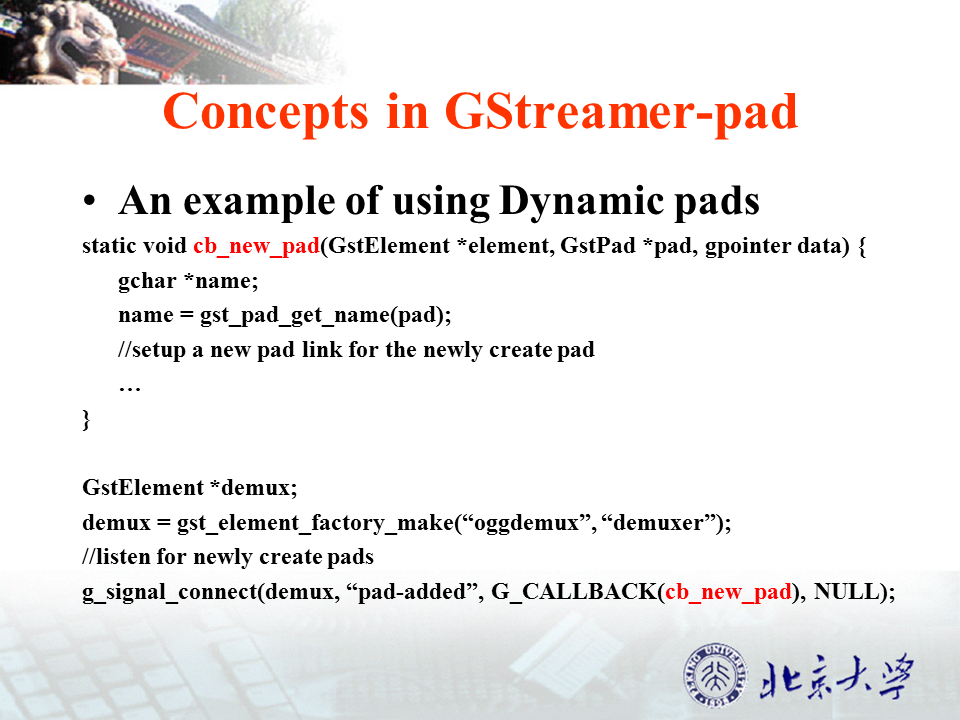 Concepts in GStreamer-pad
• An example of using Dynamic pads
static void cb_new_pad(GstElement *element, GstPad *pad, gpointer data) {
gchar *name;
name = gst_pad_get_name(pad);
//setup a new pad link for the newly create pad
…
}
GstElement *demux;
demux = gst_element_factory_make(“oggdemux”, “demuxer”);
//listen for newly create pads
g_signal_connect(demux, “pad-added”, G_CALLBACK(cb_new_pad), NULL);
PEKING UNIVERSITY
1898
北京大学